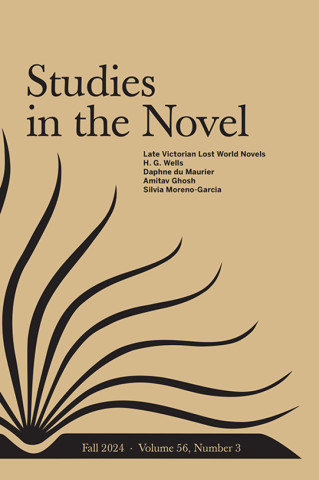 Studies
in the Novel
Late Victorian Lost World Novels
H. G. Wells
Daphne du Maurier
Amitav Ghosh
Silvia Moreno-Garcia
Fall 2024 · Volume 56, Number 3